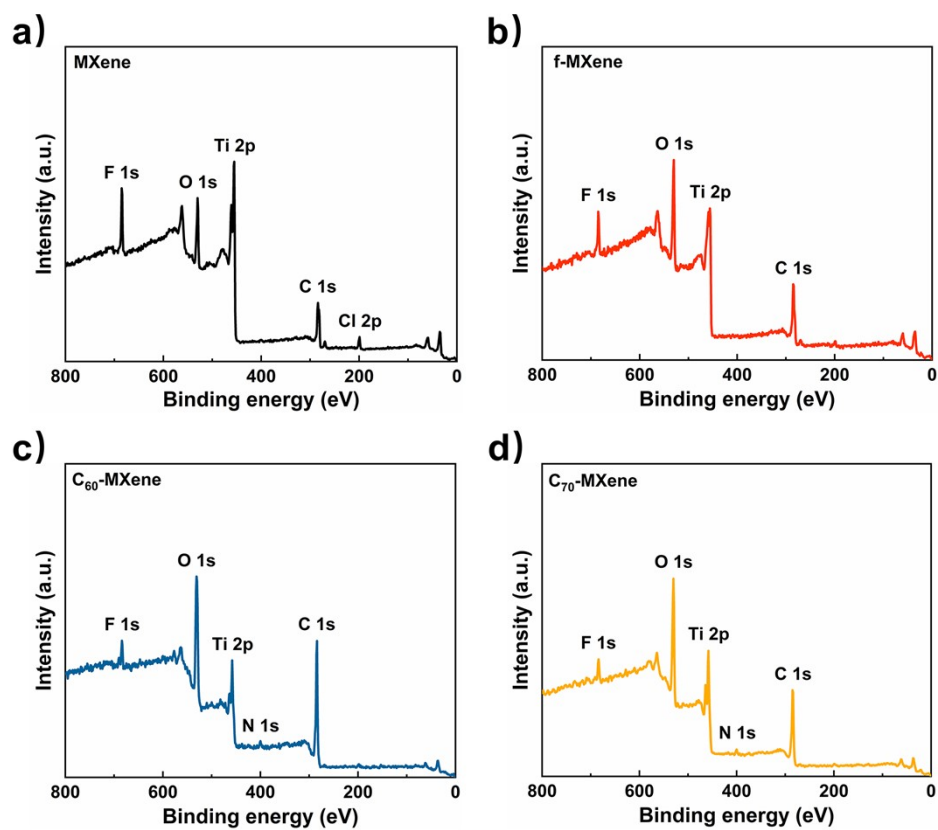 a)
MXene
F 1s
O 1s
Ti 2p
C 1s
Cl 2p
Intensity (a.u.)
800 600 400 200 0
Binding energy (eV)
b)
f-MXene
F 1s
O 1s
Ti 2p
C 1s
Intensity (a.u.)
800 600 400 200 0
Binding energy (eV)
c)
C₆₀-MXene
F 1s
O 1s
Ti 2p
N 1s
C 1s
Intensity (a.u.)
800 600 400 200 0
Binding energy (eV)
d)
C₇₀-MXene
F 1s
O 1s
Ti 2p
N 1s
C 1s
Intensity (a.u.)
800 600 400 200 0
Binding energy (eV)